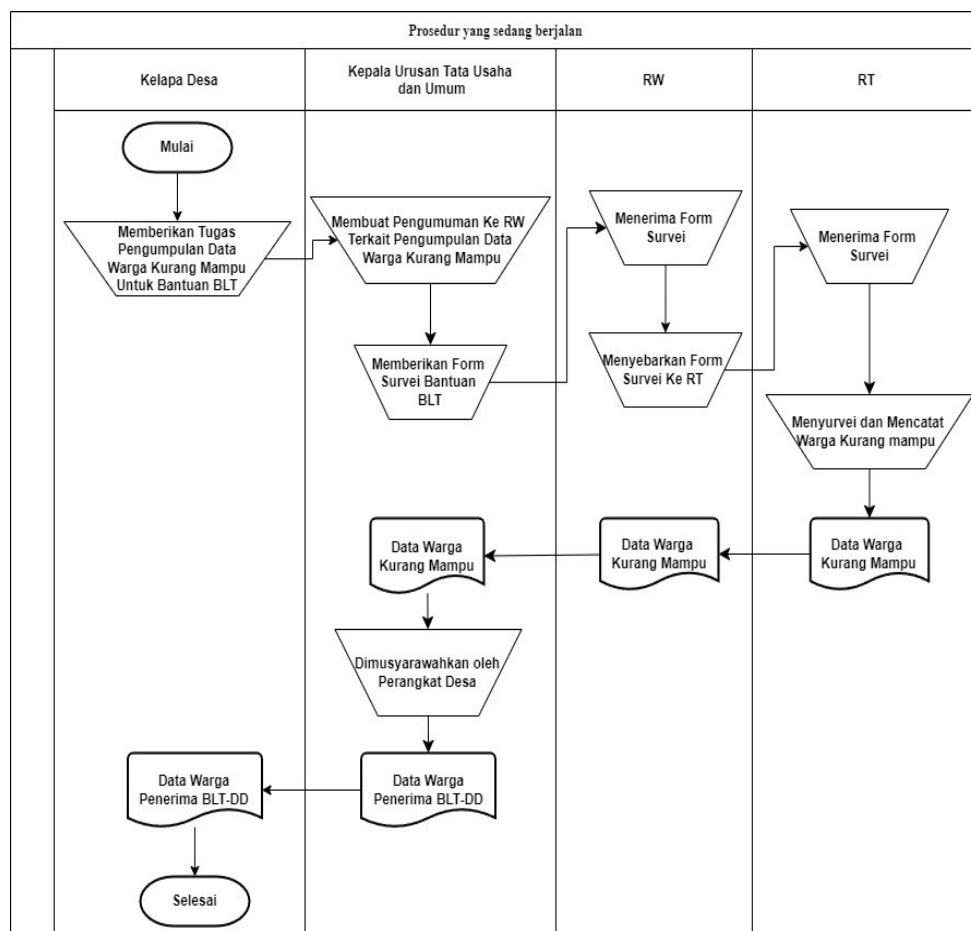 Prosedur yang sedang berjalan
Kelapa Desa
Kepala Urusan Tata Usaha
dan Umum
RW
RT
Mulai
Memberikan Tugas
Pengumpulan Data
Warga Kurang Mampu
Untuk Bantuan BLT
Membuat Pengumuman Ke RW
Terkait Pengumpulan Data
Warga Kurang Mampu
Memberikan Form
Survei Bantuan
BLT
Menerima Form
Survei
Menyebarkan Form
Survei Ke RT
Menerima Form
Survei
Menyurvei dan Mencatat
Warga Kurang mampu
Data Warga
Kurang Mampu
Data Warga
Kurang Mampu
Data Warga
Kurang Mampu
Dimusyarawahkan oleh
Perangkat Desa
Data Warga
Penerima BLT-DD
Data Warga
Penerima BLT-DD
Selesai